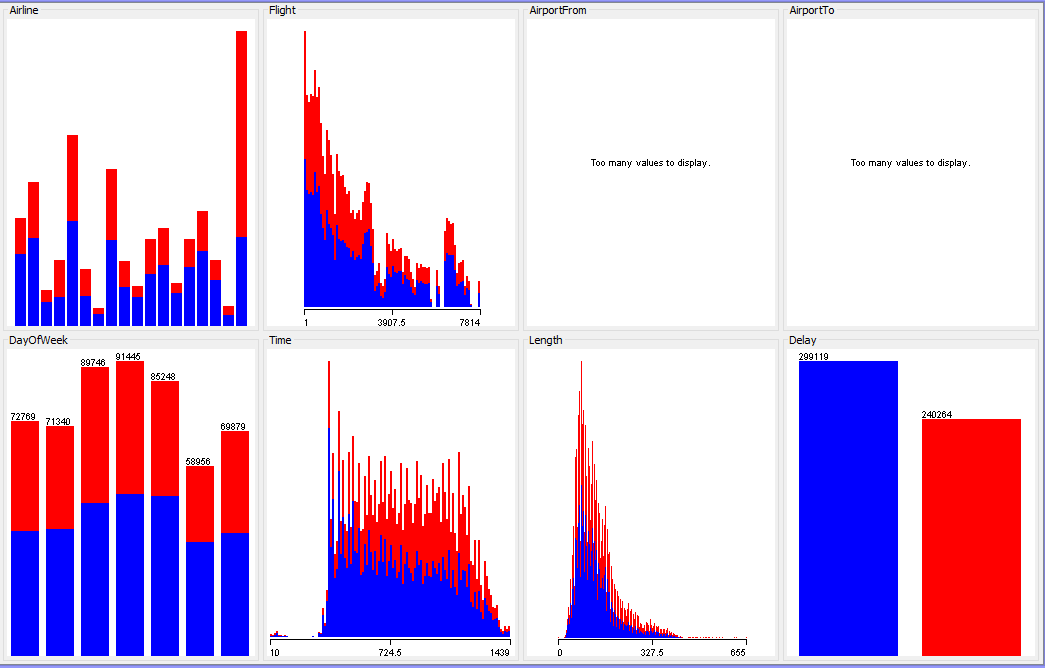 Airline
Flight
AirportFrom
AirportTo
Too many values to display.
Too many values to display.
1 3907.5 7814
DayOfWeek
Time
Length
Delay
72769
71340
89746
91445
85248
58956
69879
299119
240264
10 724.5 1439
0 327.5 655